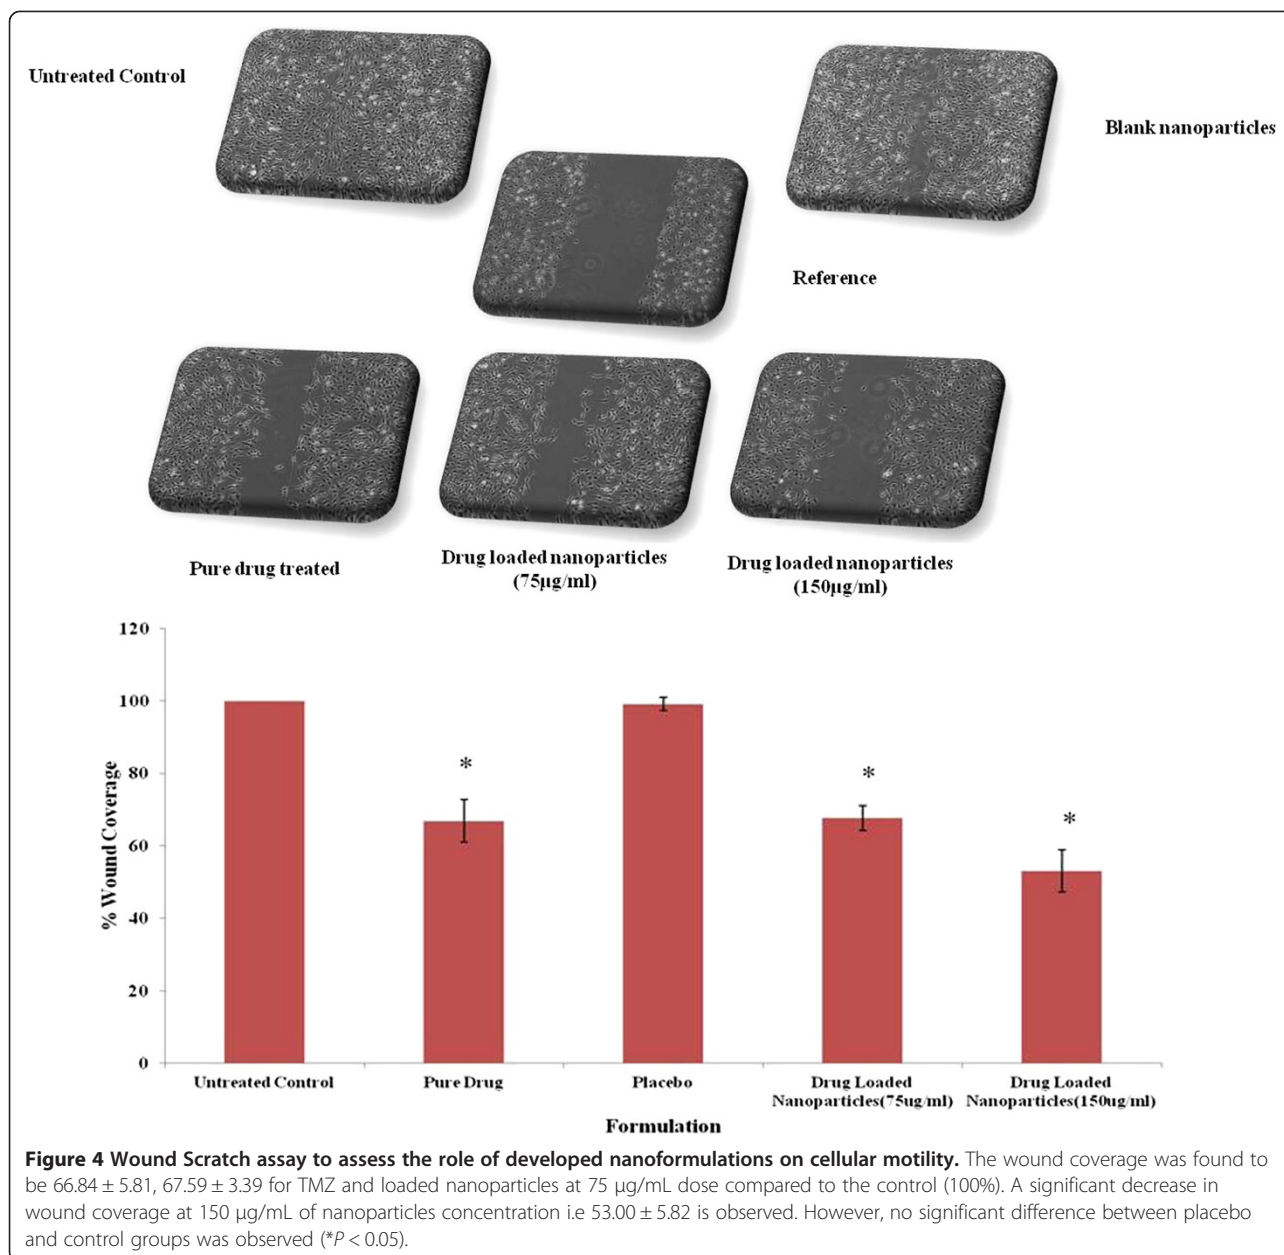 Untreated Control
Blank nanoparticles
Reference
Pure drug treated
Drug loaded nanoparticles
(75µg/ml)
Drug loaded nanoparticles
(150µg/ml)
120
100
80
60
40
20
0
% Wound Coverage
*
*
*
Untreated Control
Pure Drug
Placebo
Drug Loaded
Nanoparticles(75ug/ml)
Drug Loaded
Nanoparticles(150ug/ml)
Formulation
Figure 4 Wound Scratch assay to assess the role of developed nanoformulations on cellular motility. The wound coverage was found to
be 66.84 ± 5.81, 67.59 ± 3.39 for TMZ and loaded nanoparticles at 75 μg/mL dose compared to the control (100%). A significant decrease in
wound coverage at 150 μg/mL of nanoparticles concentration i.e 53.00 ± 5.82 is observed. However, no significant difference between placebo
and control groups was observed (*P < 0.05).